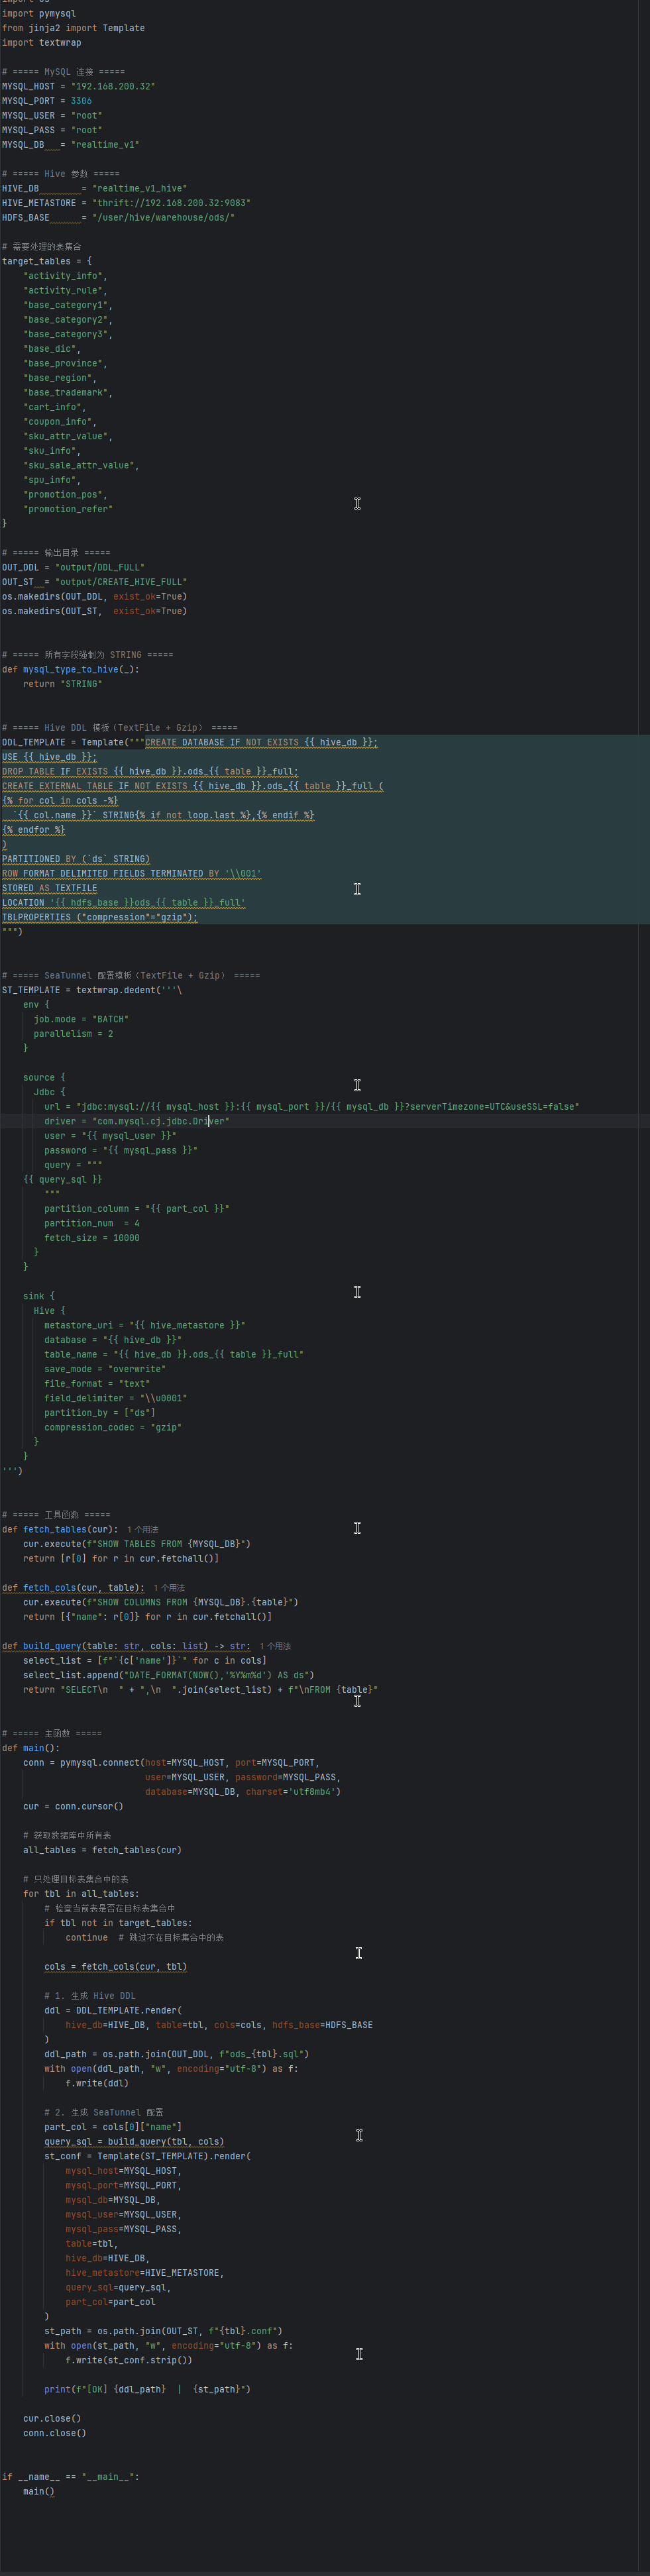 import os
import pymysql
from jinja2 import Template
import textwrap
# ===== MySQL 连接 =====
MYSQL_HOST = "192.168.200.32"
MYSQL_PORT = 3306
MYSQL_USER = "root"
MYSQL_PASS = "root"
MYSQL_DB   = "realtime_v1"
# ===== Hive 参数 =====
HIVE_DB        = "realtime_v1_hive"
HIVE_METASTORE = "thrift://192.168.200.32:9083"
HDFS_BASE      = "/user/hive/warehouse/ods/"
# 需要处理的表集合
target_tables = {
    "activity_info",
    "activity_rule",
    "base_category1",
    "base_category2",
    "base_category3",
    "base_dic",
    "base_province",
    "base_region",
    "base_trademark",
    "cart_info",
    "coupon_info",
    "sku_attr_value",
    "sku_info",
    "sku_sale_attr_value",
    "spu_info",
    "promotion_pos",
    "promotion_refer"
}
# ===== 输出目录 =====
OUT_DDL = "output/DDL_FULL"
OUT_ST  = "output/CREATE_HIVE_FULL"
os.makedirs(OUT_DDL, exist_ok=True)
os.makedirs(OUT_ST,  exist_ok=True)
# ===== 所有字段强制为 STRING =====
def mysql_type_to_hive(_):
    return "STRING"
# ===== Hive DDL 模板（TextFile + Gzip） =====
DDL_TEMPLATE = Template("""CREATE DATABASE IF NOT EXISTS {{ hive_db }};
USE {{ hive_db }};
DROP TABLE IF EXISTS {{ hive_db }}.ods_{{ table }}_full;
CREATE EXTERNAL TABLE IF NOT EXISTS {{ hive_db }}.ods_{{ table }}_full (
{% for col in cols -%}
  `{{ col.name }}` STRING{% if not loop.last %},{% endif %}
{% endfor %}
)
PARTITIONED BY (`ds` STRING)
ROW FORMAT DELIMITED FIELDS TERMINATED BY '\\001'
STORED AS TEXTFILE
LOCATION '{{ hdfs_base }}ods_{{ table }}_full'
TBLPROPERTIES ("compression"="gzip");
""")
# ===== SeaTunnel 配置模板（TextFile + Gzip） =====
ST_TEMPLATE = textwrap.dedent('''\
    env {
      job.mode = "BATCH"
      parallelism = 2
    }
    source {
      Jdbc {
        url = "jdbc:mysql://{{ mysql_host }}:{{ mysql_port }}/{{ mysql_db }}?serverTimezone=UTC&useSSL=false"
        driver = "com.mysql.cj.jdbc.Driver"
        user = "{{ mysql_user }}"
        password = "{{ mysql_pass }}"
        query = """
    {{ query_sql }}
        """
        partition_column = "{{ part_col }}"
        partition_num  = 4
        fetch_size = 10000
      }
    }
    sink {
      Hive {
        metastore_uri = "{{ hive_metastore }}"
        database = "{{ hive_db }}"
        table_name = "{{ hive_db }}.ods_{{ table }}_full"
        save_mode = "overwrite"
        file_format = "text"
        field_delimiter = "\\u0001"
        partition_by = ["ds"]
        compression_codec = "gzip"
      }
    }
''')
# ===== 工具函数 =====
def fetch_tables(cur):  1 个用法
    cur.execute(f"SHOW TABLES FROM {MYSQL_DB}")
    return [r[0] for r in cur.fetchall()]
def fetch_cols(cur, table):  1 个用法
    cur.execute(f"SHOW COLUMNS FROM {MYSQL_DB}.{table}")
    return [{"name": r[0]} for r in cur.fetchall()]
def build_query(table: str, cols: list) -> str:  1 个用法
    select_list = [f"`{c['name']}`" for c in cols]
    select_list.append("DATE_FORMAT(NOW(),'%Y%m%d') AS ds")
    return "SELECT\n  " + ",\n  ".join(select_list) + f"\nFROM {table}"
# ===== 主函数 =====
def main():
    conn = pymysql.connect(host=MYSQL_HOST, port=MYSQL_PORT,
                           user=MYSQL_USER, password=MYSQL_PASS,
                           database=MYSQL_DB, charset='utf8mb4')
    cur = conn.cursor()
    # 获取数据库中所有表
    all_tables = fetch_tables(cur)
    # 只处理目标表集合中的表
    for tbl in all_tables:
        # 检查当前表是否在目标表集合中
        if tbl not in target_tables:
            continue  # 跳过不在目标集合中的表
        cols = fetch_cols(cur, tbl)
        # 1. 生成 Hive DDL
        ddl = DDL_TEMPLATE.render(
            hive_db=HIVE_DB, table=tbl, cols=cols, hdfs_base=HDFS_BASE
        )
        ddl_path = os.path.join(OUT_DDL, f"ods_{tbl}.sql")
        with open(ddl_path, "w", encoding="utf-8") as f:
            f.write(ddl)
        # 2. 生成 SeaTunnel 配置
        part_col = cols[0]["name"]
        query_sql = build_query(tbl, cols)
        st_conf = Template(ST_TEMPLATE).render(
            mysql_host=MYSQL_HOST,
            mysql_port=MYSQL_PORT,
            mysql_db=MYSQL_DB,
            mysql_user=MYSQL_USER,
            mysql_pass=MYSQL_PASS,
            table=tbl,
            hive_db=HIVE_DB,
            hive_metastore=HIVE_METASTORE,
            query_sql=query_sql,
            part_col=part_col
        )
        st_path = os.path.join(OUT_ST, f"{tbl}.conf")
        with open(st_path, "w", encoding="utf-8") as f:
            f.write(st_conf.strip())
        print(f"[OK] {ddl_path}  |  {st_path}")
    cur.close()
    conn.close()
if __name__ == "__main__":
    main()